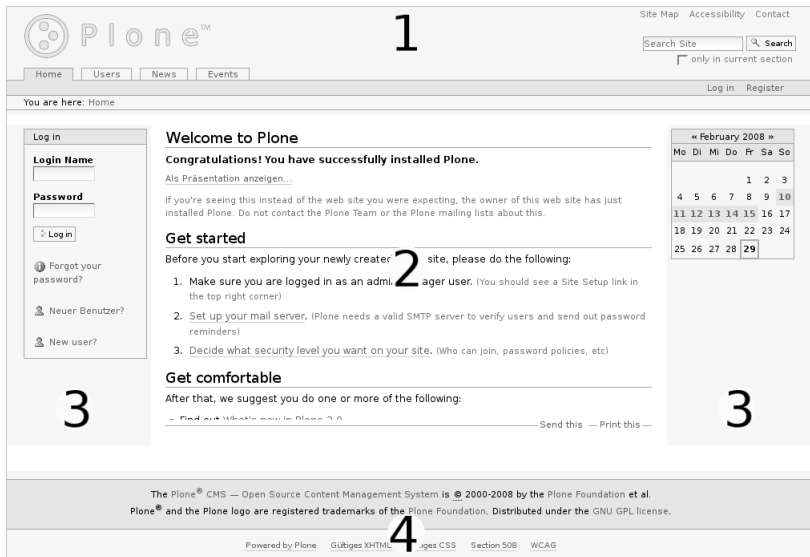 Plone™
1
Site Map Accessibility Contact
Search Site Search
only in current section
Home Users News Events
Log in Register
You are here: Home
Log in
Login Name
Password
Log in
Forgot your
password?
Neuer Benutzer?
New user?
3
Welcome to Plone
Congratulations! You have successfully installed Plone.
Als Präsentation anzeigen...
If you're seeing this instead of the web site you were expecting, the owner of this web site has just
installed Plone. Do not contact the Plone Team or the Plone mailing lists about this.
Get started
Before you start exploring your newly created site, please do the following:
2
1. Make sure you are logged in as an ager user. (You should see a Site Setup link in
the top right corner)
2. Set up your mail server. (Plone needs a valid SMTP server to verify users and send out password
reminders)
3. Decide what security level you want on your site. (Who can join, password policies, etc)
Get comfortable
After that, we suggest you do one or more of the following:
Find out What's new in Plone 3.0
Send this — Print this —
« February 2008 »
Mo Di Mi Do Fr Sa So
1 2 3
4 5 6 7 8 9 10
11 12 13 14 15 16 17
18 19 20 21 22 23 24
25 26 27 28 29
3
The Plone® CMS — Open Source Content Management System is © 2000-2008 by the Plone Foundation et al.
Plone® and the Plone logo are registered trademarks of the Plone Foundation. Distributed under the GNU GPL license.
4
Powered by Plone Gültiges XHTML CSS Section 508 WCAG